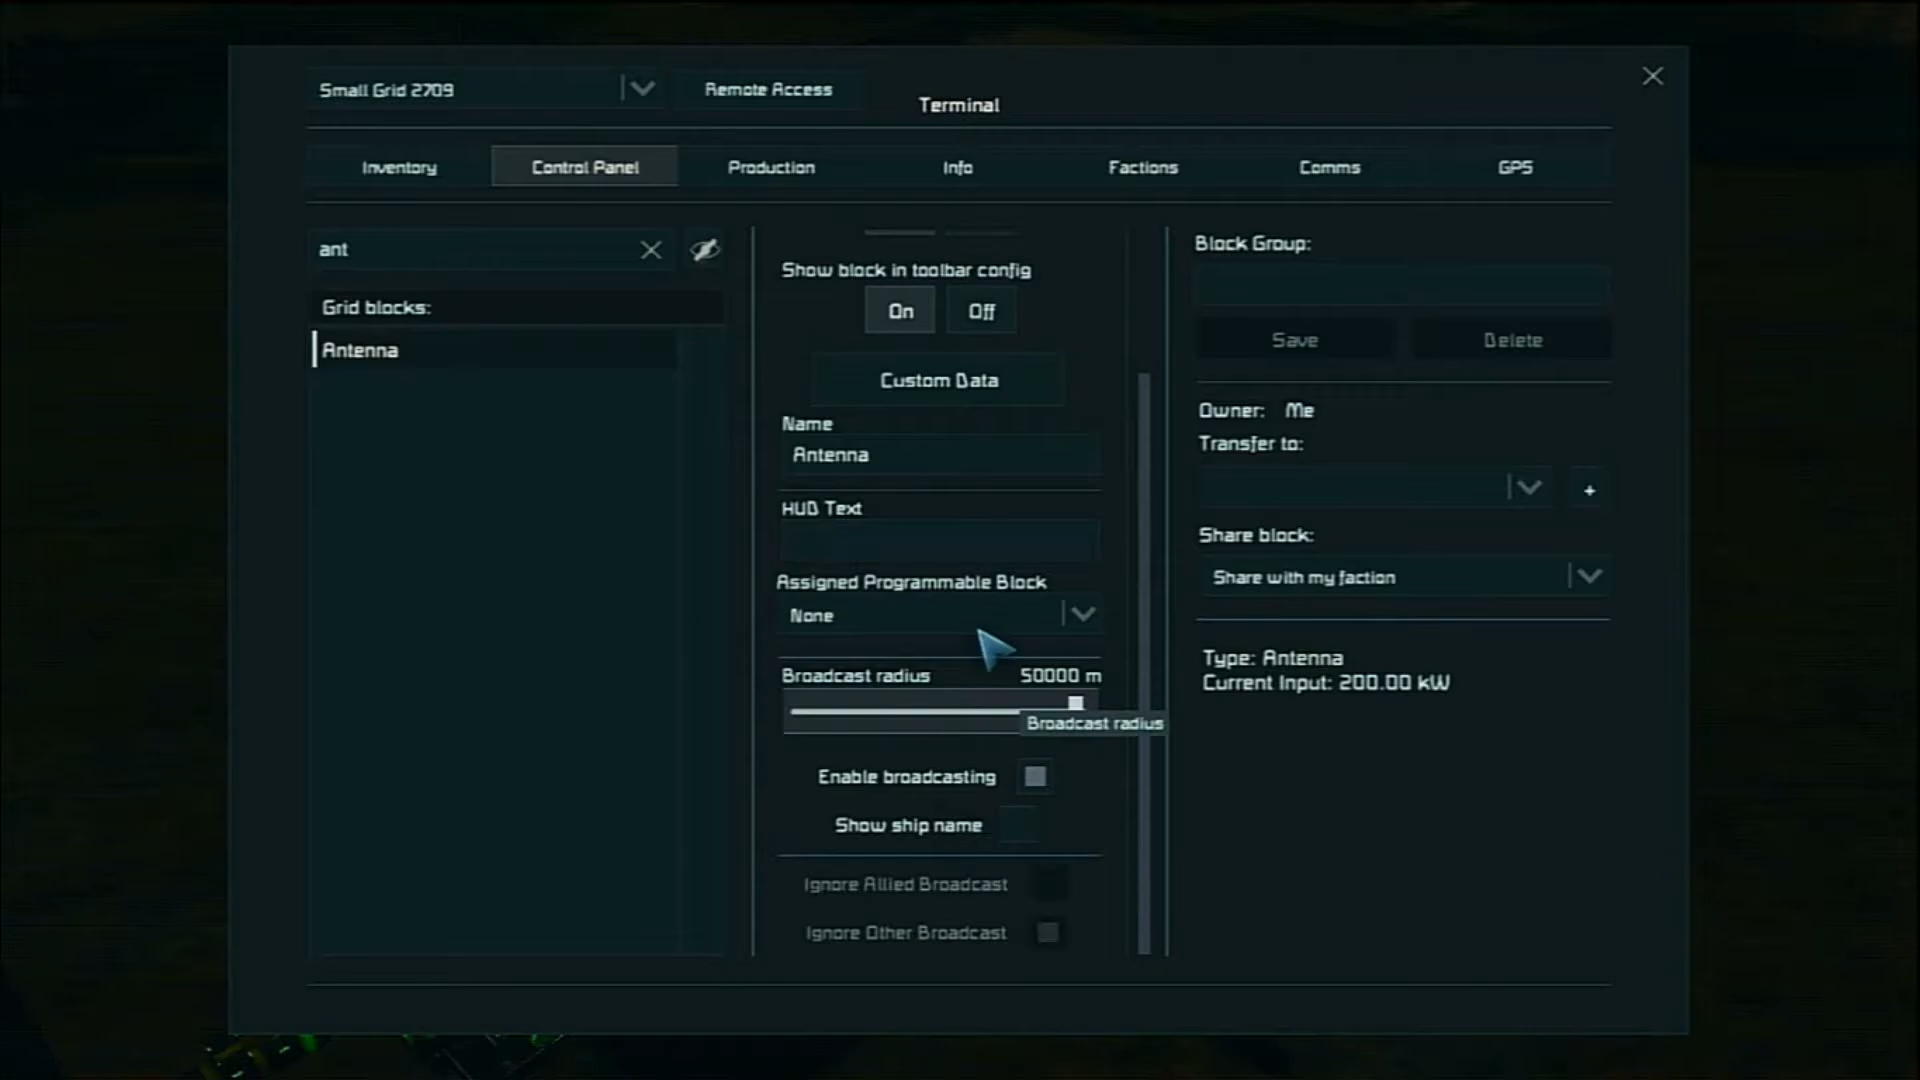 Small Grid 2709
Remote Access
Terminal
Inventory
Control Panel
Production
Info
Factions
Comms
GPS
ant
Grid blocks:
Antenna
Show block in toolbar config
On
Off
Custom Data
Name
Antenna
HUD Text
Assigned Programmable Block
None
Broadcast radius 50000 m
Broadcast radius
Enable broadcasting
Show ship name
Ignore Allied Broadcast
Ignore Other Broadcast
Block Group:
Save
Delete
Owner: Me
Transfer to:
+
Share block:
Share with my faction
Type: Antenna
Current Input: 200.00 kW